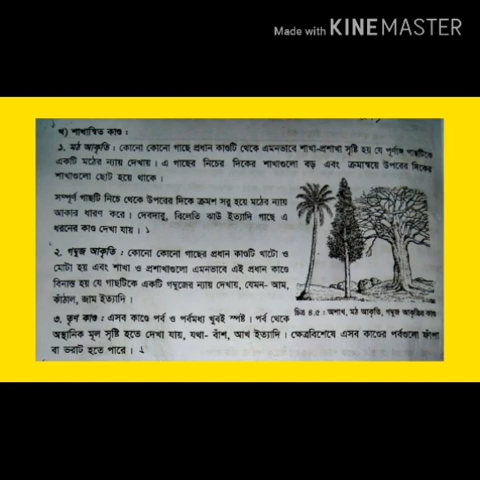 Made with KINEMASTER
খ) শাখান্বিত কাণ্ড :
১. মঠ আকৃতি : কোনো কোনো গাছে প্রধান কাণ্ডটি থেকে এমনভাবে শাখা-প্রশাখা সৃষ্টি হয় যে পূর্ণাঙ্গ গাছটিকে
একটি মঠের ন্যায় দেখায়। এ গাছের নিচের দিকের শাখাগুলো বড় এবং ক্রমান্বয়ে উপরের দিকের
শাখাগুলো ছোট হয়ে থাকে।
সম্পূর্ণ গাছটি নিচ থেকে উপরের দিকে ক্রমশ সরু হয়ে মঠের ন্যায়
আকার ধারণ করে। দেবদারু, বিলেতি ঝাউ ইত্যাদি গাছে এ
ধরনের কাণ্ড দেখা যায়।
২. গম্বুজ আকৃতি : কোনো কোনো গাছের প্রধান কাণ্ডটি খাটো ও
মোটা হয় এবং শাখা ও প্রশাখাগুলো এমনভাবে এই প্রধান কাণ্ডে
বিন্যস্ত হয় যে গাছটিকে একটি গম্বুজের ন্যায় দেখায়, যেমন- আম,
কাঁঠাল, জাম ইত্যাদি।
চিত্র ৪.৫ : অশাখ, মঠ আকৃতি, গম্বুজ আকৃতির কাণ্ড
৩. তৃণ কাণ্ড : এসব কাণ্ডে পর্ব ও পর্বমধ্য খুবই স্পষ্ট। পর্ব থেকে
অস্থানিক মূল সৃষ্টি হতে দেখা যায়, যথা- বাঁশ, আখ ইত্যাদি। ক্ষেত্রবিশেষে এসব কাণ্ডের পর্বগুলো ফাঁপা
বা ভরাট হতে পারে।